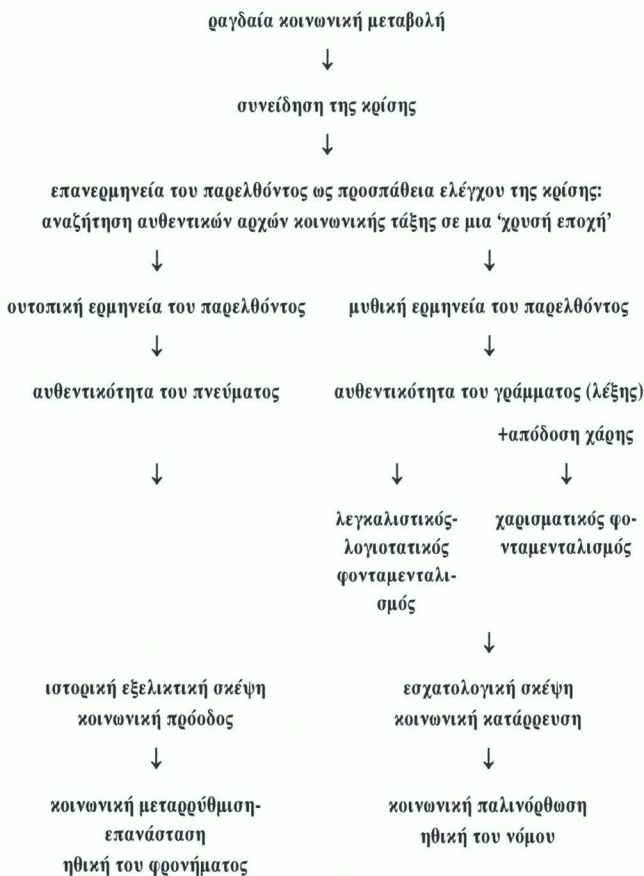 ραγδαία κοινωνική μεταβολή
↓
συνείδηση της κρίσης
↓
επανερμηνεία του παρελθόντος ως προσπάθεια ελέγχου της κρίσης:
αναζήτηση αυθεντικών αρχών κοινωνικής τάξης σε μια ‘χρυσή εποχή’
↓ ↓
ουτοπική ερμηνεία του παρελθόντος μυθική ερμηνεία του παρελθόντος
↓ ↓
αυθεντικότητα του πνεύματος αυθεντικότητα του γράμματος (λέξης)
+απόδοση χάρης
↓ ↓ ↓
λεγκαλιστικός- χαρισματικός φο-
λογιοτατικός νταμενταλισμός
φονταμενταλι-
σμός
↓
ιστορική εξελικτική σκέψη εσχατολογική σκέψη
κοινωνική πρόοδος κοινωνική κατάρρευση
↓ ↓
κοινωνική μεταρρύθμιση- κοινωνική παλινόρθωση
επανάσταση ηθική του νόμου
ηθική του φρονήματος